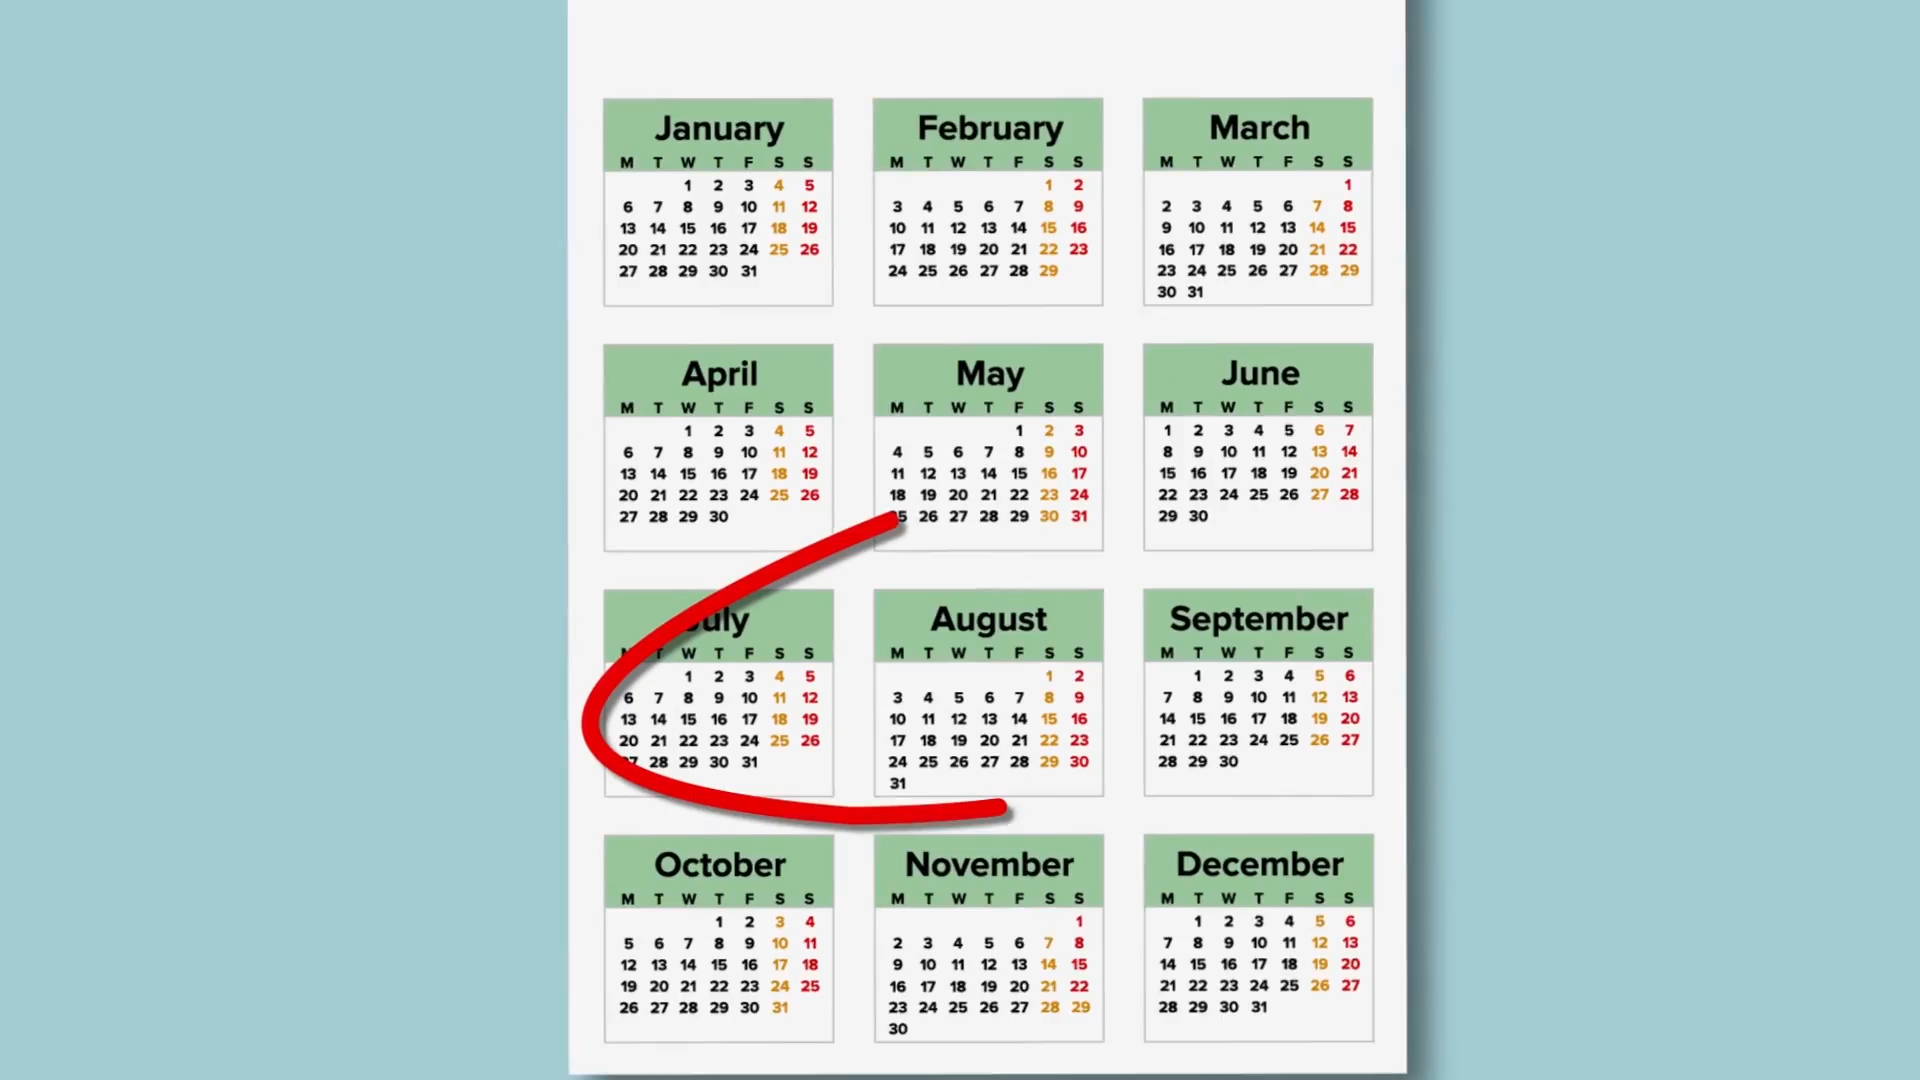 January February March
M T W T F S S M T W T F S S M T W T F S S
1 2 3 4 5 1 2 1
6 7 8 9 10 11 12 3 4 5 6 7 8 9 2 3 4 5 6 7 8
13 14 15 16 17 18 19 10 11 12 13 14 15 16 9 10 11 12 13 14 15
20 21 22 23 24 25 26 17 18 19 20 21 22 23 16 17 18 19 20 21 22
27 28 29 30 31 24 25 26 27 28 29 23 24 25 26 27 28 29
30 31
April May June
M T W T F S S M T W T F S S M T W T F S S
1 2 3 4 5 1 2 3 1 2 3 4 5 6 7
6 7 8 9 10 11 12 4 5 6 7 8 9 10 8 9 10 11 12 13 14
13 14 15 16 17 18 19 11 12 13 14 15 16 17 15 16 17 18 19 20 21
20 21 22 23 24 25 26 18 19 20 21 22 23 24 22 23 24 25 26 27 28
27 28 29 30 26 27 28 29 30 31 29 30
July August September
T W T F S S M T W T F S S M T W T F S S
1 2 3 4 5 1 2 1 2 3 4 5 6
6 7 8 9 10 11 12 3 4 5 6 7 8 9 7 8 9 10 11 12 13
13 14 15 16 17 18 19 10 11 12 13 14 15 16 14 15 16 17 18 19 20
20 21 22 23 24 25 26 17 18 19 20 21 22 23 21 22 23 24 25 26 27
28 29 30 31 24 25 26 27 28 29 30 28 29 30
31
October November December
M T W T F S S M T W T F S S M T W T F S S
1 2 3 4 1 1 2 3 4 5 6
5 6 7 8 9 10 11 2 3 4 5 6 7 8 7 8 9 10 11 12 13
12 13 14 15 16 17 18 9 10 11 12 13 14 15 14 15 16 17 18 19 20
19 20 21 22 23 24 25 16 17 18 19 20 21 22 21 22 23 24 25 26 27
26 27 28 29 30 31 23 24 25 26 27 28 29 28 29 30 31
30